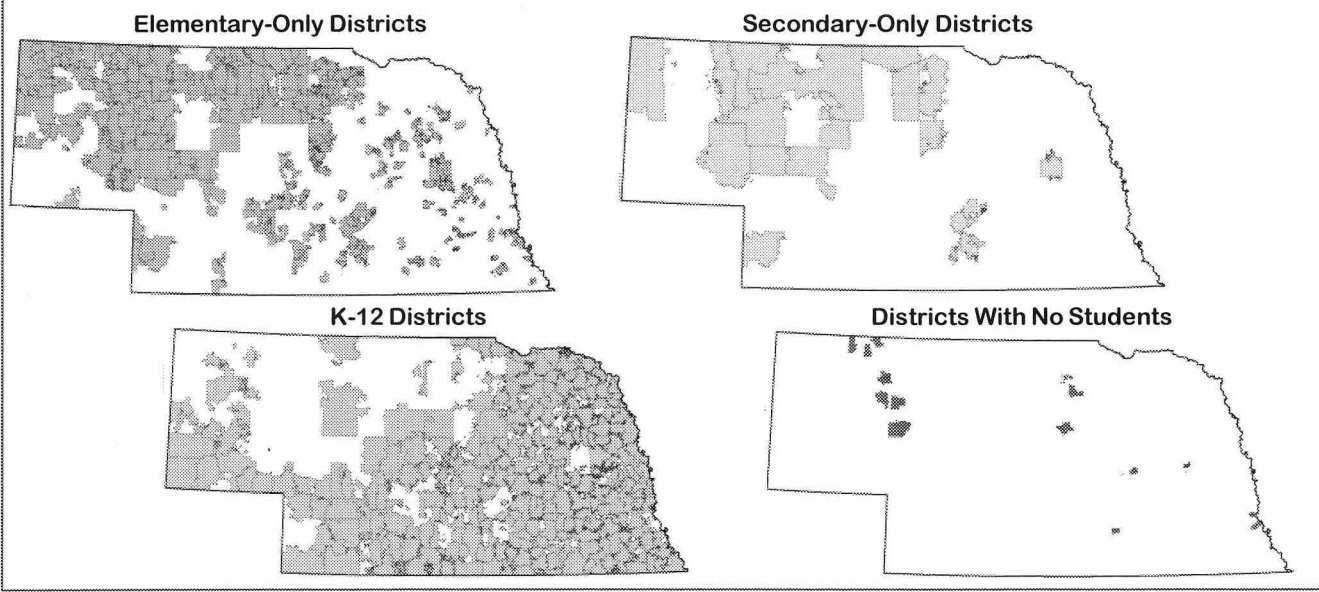 Elementary-Only Districts
Secondary-Only Districts
K-12 Districts
Districts With No Students